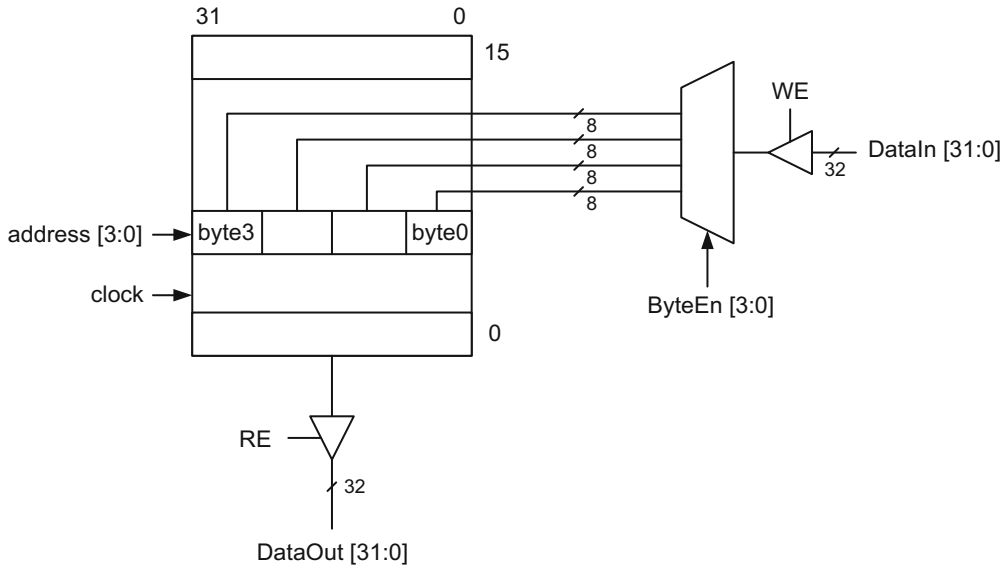 31 0
15
WE
8
DataIn [31:0]
8
32
8
8
address [3:0]
byte3 byte0
clock
ByteEn [3:0]
0
RE
32
DataOut [31:0]